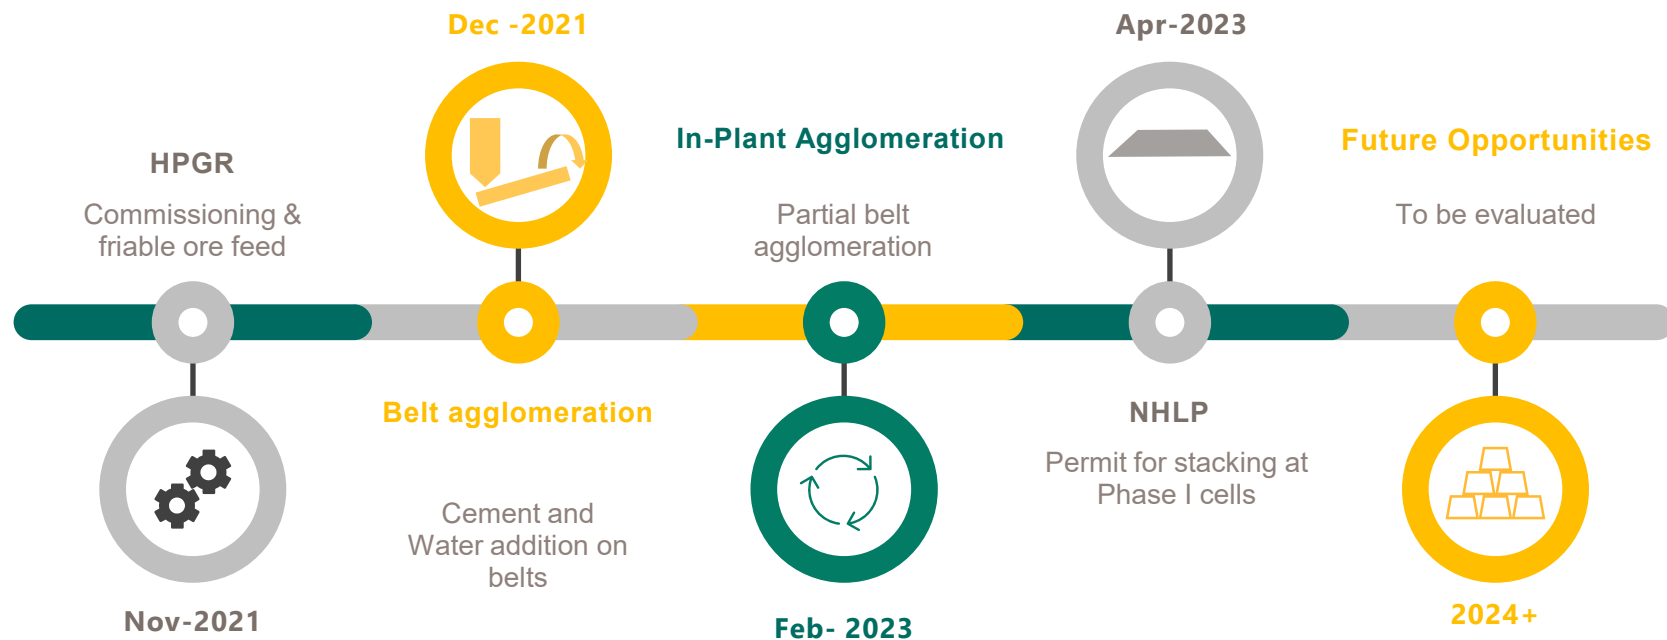 HPGR
Commissioning &
friable ore feed
Nov-2021
Dec -2021
Belt agglomeration
Cement and
Water addition on
belts
In-Plant Agglomeration
Partial belt
agglomeration
Feb- 2023
Apr-2023
NHLP
Permit for stacking at
Phase I cells
Future Opportunities
To be evaluated
2024+